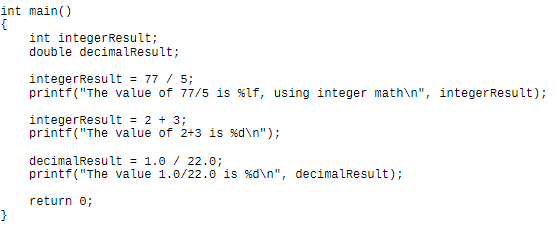 int main()
{
    int integerResult;
    double decimalResult;

    integerResult = 77 / 5;
    printf("The value of 77/5 is %lf, using integer math\n", integerResult);

    integerResult = 2 + 3;
    printf("The value of 2+3 is %d\n");

    decimalResult = 1.0 / 22.0;
    printf("The value 1.0/22.0 is %d\n", decimalResult);

    return 0;
}